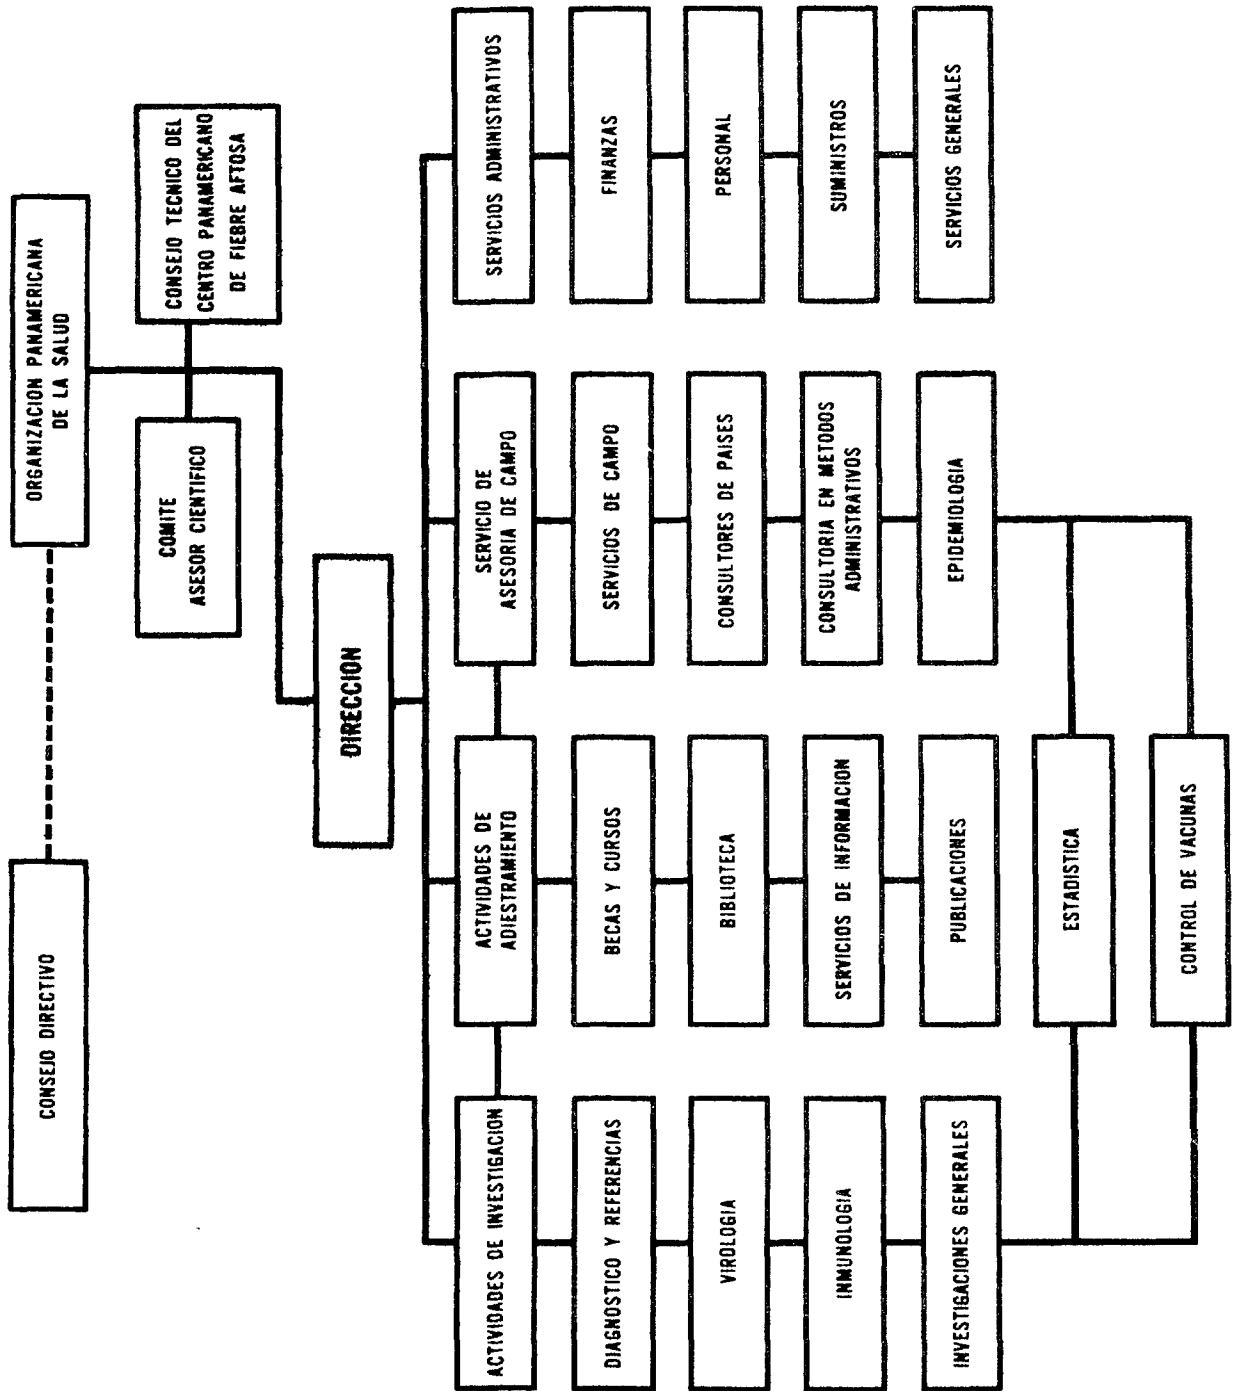 CONSEJO DIRECTIVO
ORGANIZACION PANAMERICANA
DE LA SALUD
COMITE
ASESOR CIENTIFICO
CONSEJO TECNICO DEL
CENTRO PANAMERICANO
DE FIEBRE AFTOSA
DIRECCION
ACTIVIDADES DE INVESTIGACION
DIAGNOSTICO Y REFERENCIAS
VIROLOGIA
INMUNOLOGIA
INVESTIGACIONES GENERALES
ACTIVIDADES DE
ADIESTRAMIENTO
BECAS Y CURSOS
BIBLIOTECA
SERVICIOS DE INFORMACION
PUBLICACIONES
SERVICIO DE
ASESORIA DE CAMPO
SERVICIOS DE CAMPO
CONSULTORES DE PAISES
CONSULTORIA EN METODOS
ADMINISTRATIVOS
EPIDEMIOLOGIA
SERVICIOS ADMINISTRATIVOS
FINANZAS
PERSONAL
SUMINISTROS
SERVICIOS GENERALES
ESTADISTICA
CONTROL DE VACUNAS